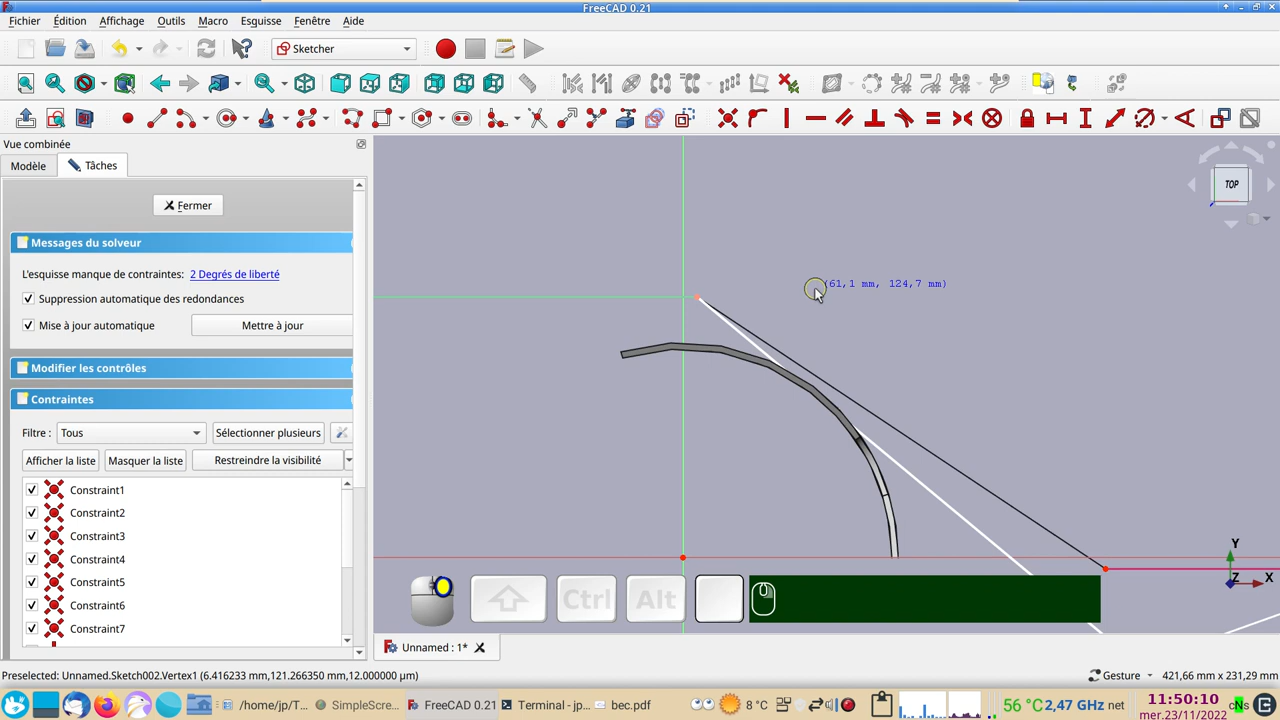 FreeCAD 0.21
Fichier Édition Affichage Outils Macro Esquisse Fenêtre Aide
Sketcher
Vue combinée
Modèle Tâches
Fermer
Messages du solveur
L'esquisse manque de contraintes: 2 Degrés de liberté
Suppression automatique des redondances
Mise à jour automatique Mettre à jour
Modifier les contrôles
Contraintes
Filtre : Tous Sélectionner plusieurs
Afficher la liste Masquer la liste Restreindre la visibilité
Constraint1
Constraint2
Constraint3
Constraint4
Constraint5
Constraint6
Constraint7
(61,1 mm, 124,7 mm)
TOP
Y
Z X
Ctrl Alt
Unnamed : 1*
Preselected: Unnamed.Sketch002.Vertex1 (6.416233 mm,121.266350 mm,12.000000 µm) Gesture 421,66 mm x 231,29 mm
/home/jp/T... SimpleScre... FreeCAD 0.21 Terminal - j... bec.pdf 8 °C 56 °C 2,47 GHz net 11:50:10
mer.23/11/2022